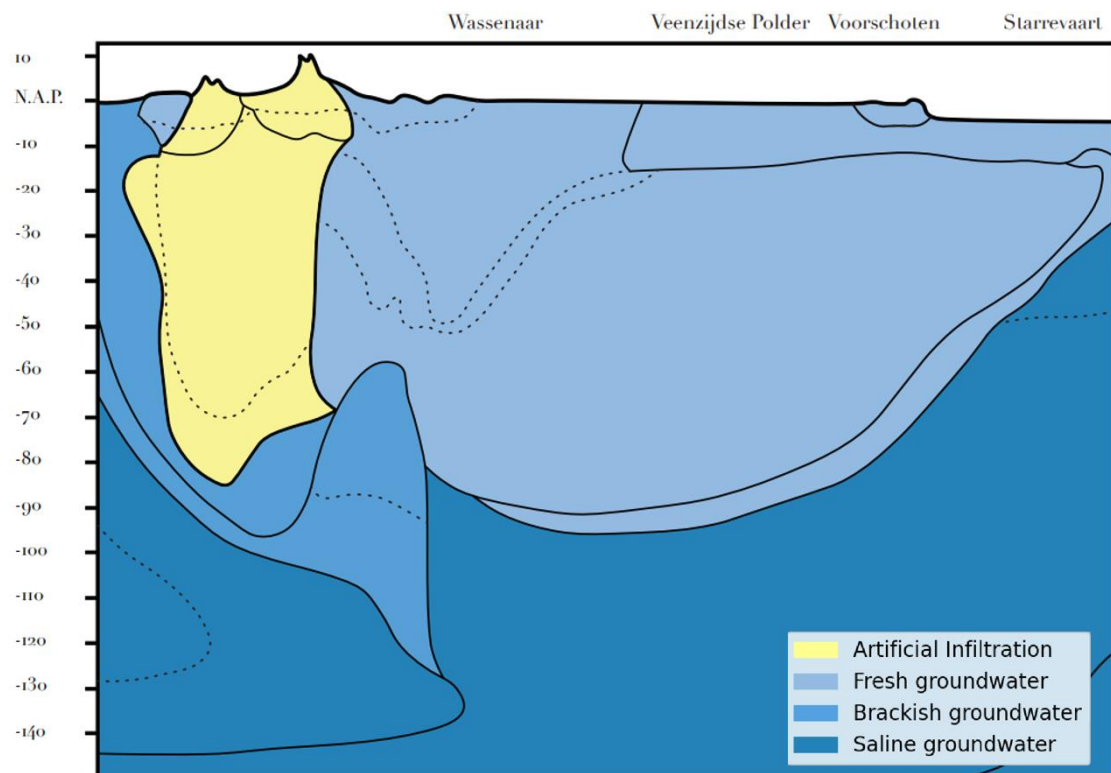 Wassenaar Veenzijdse Polder Voorschoten Starrevaart
10
N.A.P.
-10
-20
-30
-40
-50
-60
-70
-80
-90
-100
-110
-120
-130
-140
Artificial Infiltration
Fresh groundwater
Brackish groundwater
Saline groundwater